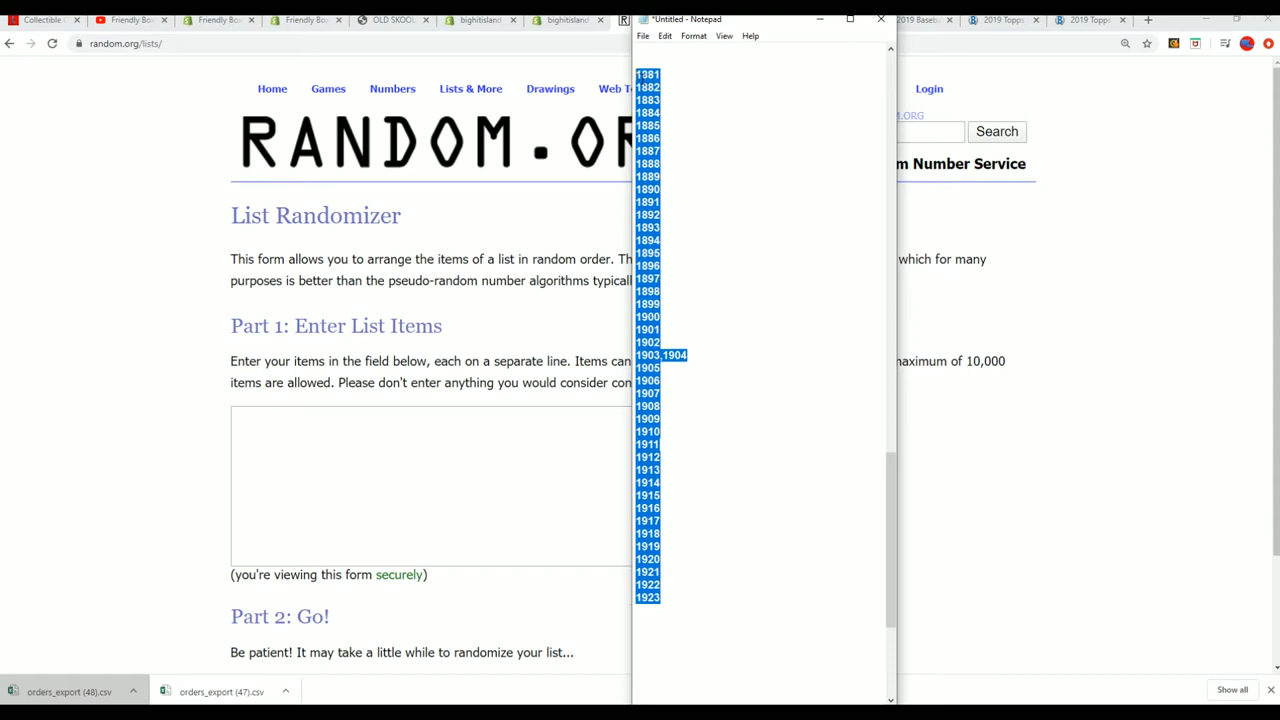 Collectible
Friendly Bo
Friendly Bo
Friendly Bo
OLD SKOOL
bighitisland
bighitisland
*Untitled - Notepad
2019 Baseb
2019 Topps
2019 Topps
random.org/lists/
File Edit Format View Help
Home Games Numbers Lists & More Drawings Web T
Login
M.ORG
Search
RANDOM.OR
m Number Service
List Randomizer
This form allows you to arrange the items of a list in random order. Th
which for many
purposes is better than the pseudo-random number algorithms typicall
Part 1: Enter List Items
Enter your items in the field below, each on a separate line. Items can
maximum of 10,000
items are allowed. Please don't enter anything you would consider con
(you're viewing this form securely)
Part 2: Go!
Be patient! It may take a little while to randomize your list...
1881
1882
1883
1884
1885
1886
1887
1888
1889
1890
1891
1892
1893
1894
1895
1896
1897
1898
1899
1900
1901
1902
1903,1904
1905
1906
1907
1908
1909
1910
1911
1912
1913
1914
1915
1916
1917
1918
1919
1920
1921
1922
1923
orders_export (48).csv
orders_export (47).csv
Show all